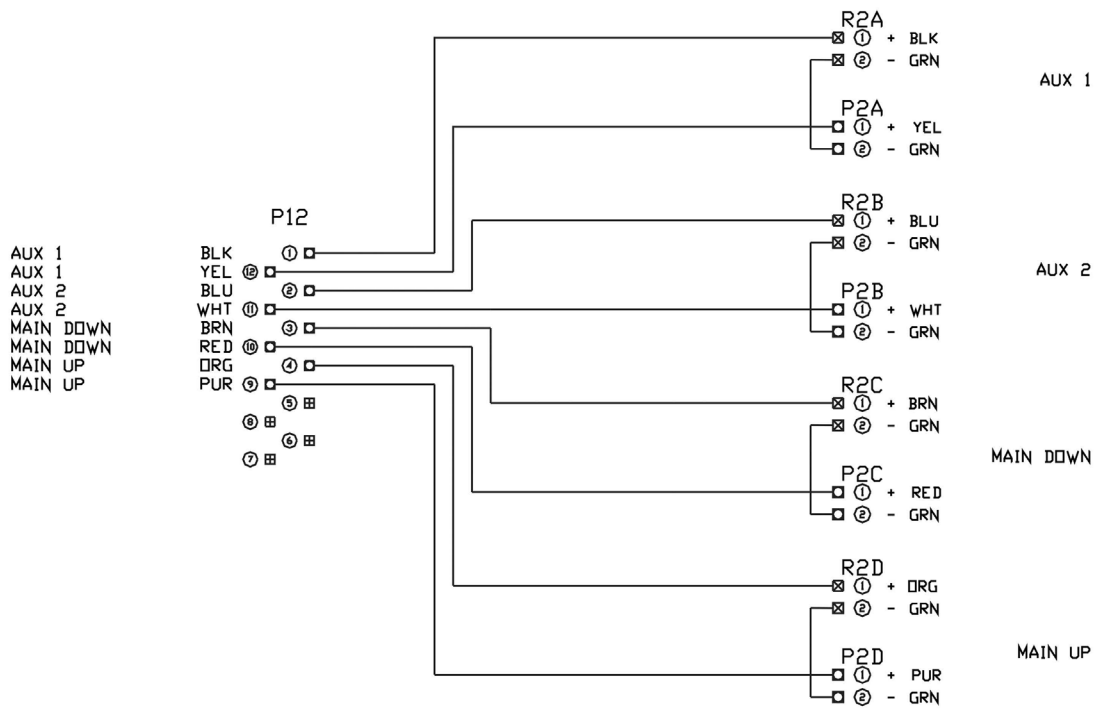 R2A
① + BLK
② - GRN
AUX 1
P2A
① + YEL
② - GRN
R2B
① + BLU
② - GRN
AUX 2
P2B
① + WHT
② - GRN
P12
AUX 1 BLK ①
AUX 1 YEL ⑫
AUX 2 BLU ②
AUX 2 WHT ⑪
MAIN DOWN BRN ③
MAIN DOWN RED ⑩
MAIN UP ORG ④
MAIN UP PUR ⑨
⑤
⑧
⑥
⑦
R2C
① + BRN
② - GRN
MAIN DOWN
P2C
① + RED
② - GRN
R2D
① + ORG
② - GRN
MAIN UP
P2D
① + PUR
② - GRN